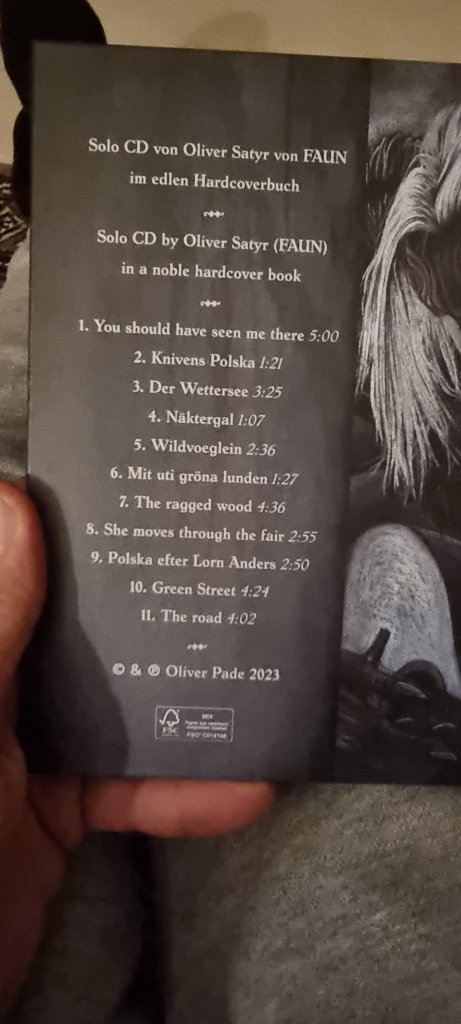 Solo CD von Oliver Satyr von FAUN
im edlen Hardcoverbuch
Solo CD by Oliver Satyr (FAUN)
in a noble hardcover book
1. You should have seen me there 5:00
2. Knivens Polska 1:21
3. Der Wettersee 3:25
4. Näktergal 1:07
5. Wildvoeglein 2:36
6. Mit uti gröna lunden 1:27
7. The ragged wood 4:36
8. She moves through the fair 2:55
9. Polska efter Lorn Anders 2:50
10. Green Street 4:24
11. The road 4:02
© & ℗ Oliver Pade 2023
MIX
FSC